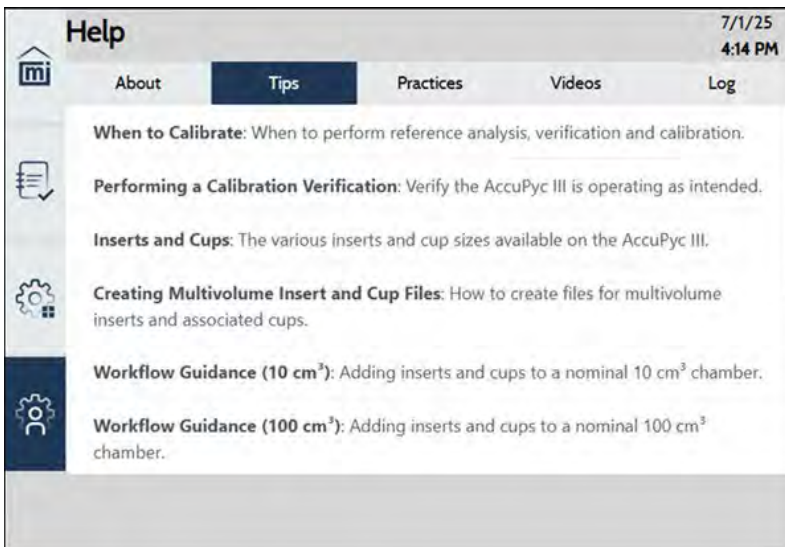 Help
7/1/25
4:14 PM
mi
About Tips Practices Videos Log
When to Calibrate: When to perform reference analysis, verification and calibration.
Performing a Calibration Verification: Verify the AccuPyc III is operating as intended.
Inserts and Cups: The various inserts and cup sizes available on the AccuPyc III.
Creating Multivolume Insert and Cup Files: How to create files for multivolume
inserts and associated cups.
Workflow Guidance (10 cm³): Adding inserts and cups to a nominal 10 cm³ chamber.
Workflow Guidance (100 cm³): Adding inserts and cups to a nominal 100 cm³
chamber.